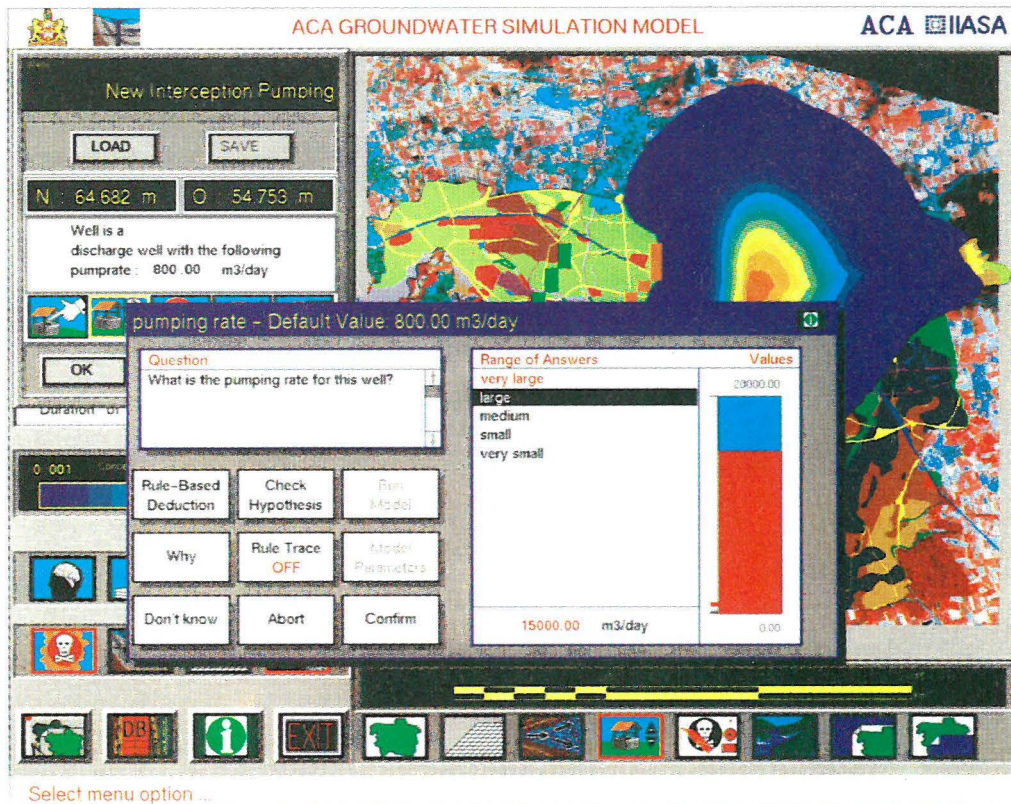 ACA GROUNDWATER SIMULATION MODEL
ACA IIASA
New Interception Pumping
LOAD
SAVE
N : 64.682 m
O : 54.753 m
Well is a
discharge well with the following
pumprate : 800.00 m3/day
OK
Duration of
0.001
pumping rate - Default Value: 800.00 m3/day
Question
What is the pumping rate for this well?
Range of Answers
Values
very large
large
medium
small
very small
20000.00
0.00
15000.00 m3/day
Rule-Based
Deduction
Check
Hypothesis
Run
Model
Why
Rule Trace
OFF
Model
Parameters
Don't know
Abort
Confirm
DB
i
EXIT
Select menu option ...